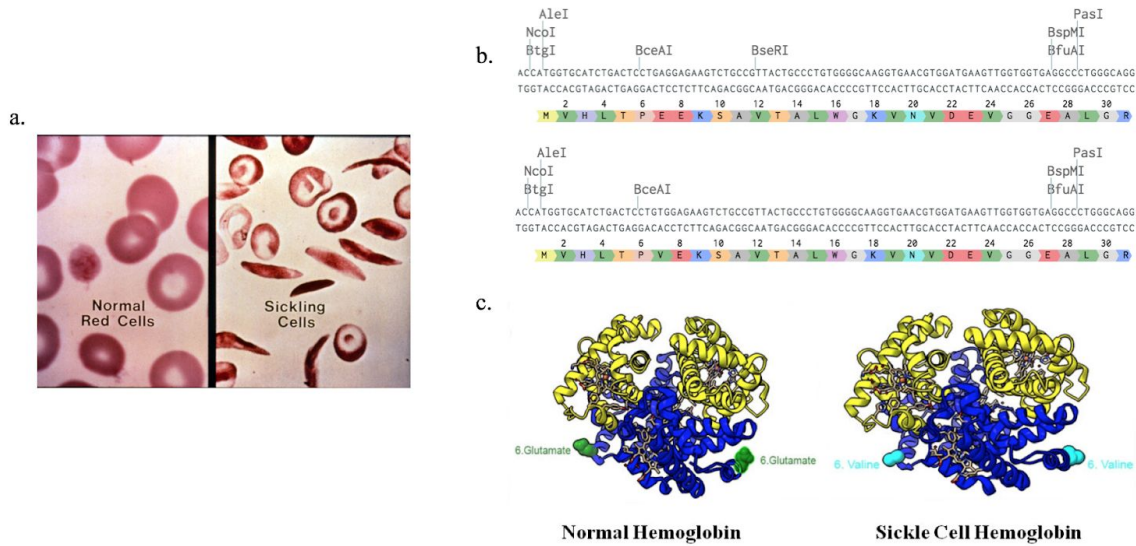 a.
Normal
Red Cells
Sickling
Cells
b.
AleI PasI
NcoI BspMI
BtgI BceAI BseRI BfuAI
ACCATGGTGCATCTGACTCCTGAGGAGAAGTCTGCCGTTACTGCCCTGTGGGGCAAGGTGAACGTGGATGAAGTTGGTGGTGAGGCCCTGGGCAGG
TGGTACCACGTAGACTGAGGACTCCTCTTCAGACGGCAATGACGGGACACCCCGTTCCACTTGCACCTACTTCAACCACCACTCCGGGACCCGTCC
2 4 6 8 10 12 14 16 18 20 22 24 26 28 30
M V H L T P E E K S A V T A L W G K V N V D E V G G E A L G R
AleI PasI
NcoI BspMI
BtgI BceAI BfuAI
ACCATGGTGCATCTGACTCCTGTGGAGAAGTCTGCCGTTACTGCCCTGTGGGGCAAGGTGAACGTGGATGAAGTTGGTGGTGAGGCCCTGGGCAGG
TGGTACCACGTAGACTGAGGACACCTCTTCAGACGGCAATGACGGGACACCCCGTTCCACTTGCACCTACTTCAACCACCACTCCGGGACCCGTCC
2 4 6 8 10 12 14 16 18 20 22 24 26 28 30
M V H L T P V E K S A V T A L W G K V N V D E V G G E A L G R
c.
6.Glutamate 6.Glutamate 6. Valine 6. Valine
Normal Hemoglobin Sickle Cell Hemoglobin